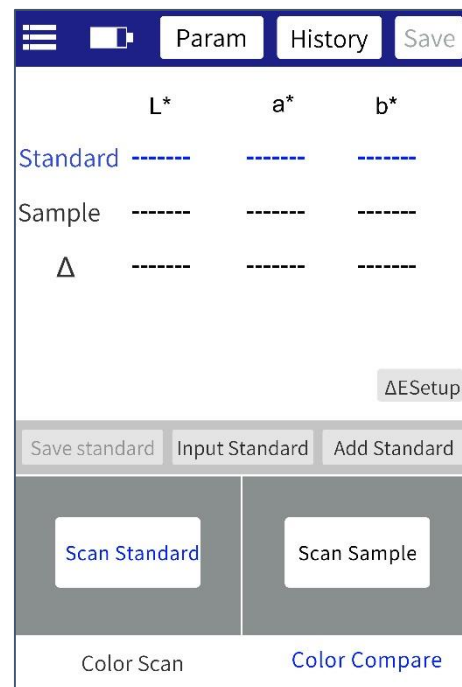 Param History Save
L* a* b*
Standard ------- ------- -------
Sample ------- ------- -------
Δ ------- ------- -------
ΔESetup
Save standard Input Standard Add Standard
Scan Standard Scan Sample
Color Scan Color Compare